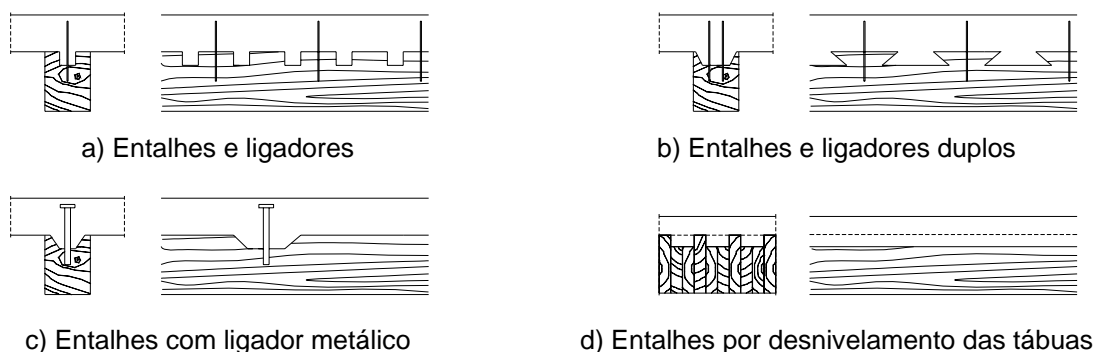 a) Entalhes e ligadores
b) Entalhes e ligadores duplos
c) Entalhes com ligador metálico
d) Entalhes por desnivelamento das tábuas